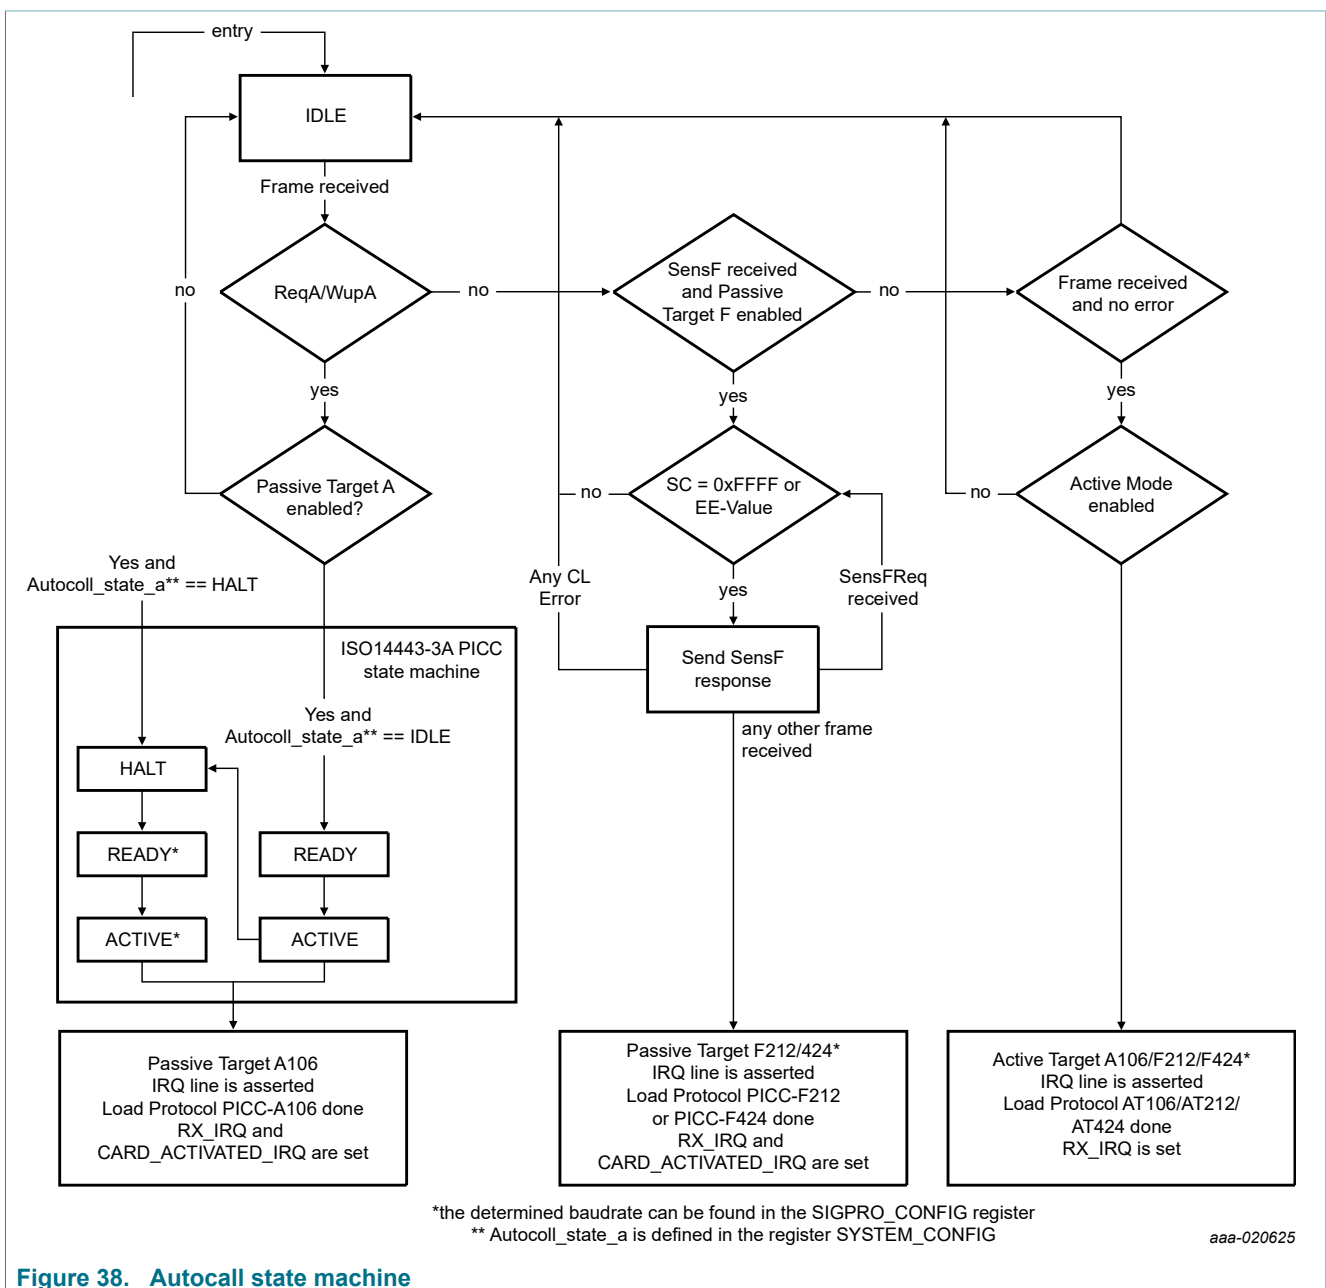 entry
IDLE
Frame received
no
ReqA/WupA
no
SensF received
and Passive
Target F enabled
no
Frame received
and no error
yes
yes
yes
Passive Target A
enabled?
no
SC = 0xFFFF or
EE-Value
no
Active Mode
enabled
Yes and
Autocoll_state_a** == HALT
Any CL
Error
yes
SensFReq
received
ISO14443-3A PICC
state machine
Send SensF
response
Yes and
Autocoll_state_a** == IDLE
any other frame
received
HALT
READY*
READY
ACTIVE*
ACTIVE
Passive Target A106
IRQ line is asserted
Load Protocol PICC-A106 done
RX_IRQ and
CARD_ACTIVATED_IRQ are set
Passive Target F212/424*
IRQ line is asserted
Load Protocol PICC-F212
or PICC-F424 done
RX_IRQ and
CARD_ACTIVATED_IRQ are set
Active Target A106/F212/F424*
IRQ line is asserted
Load Protocol AT106/AT212/
AT424 done
RX_IRQ is set
*the determined baudrate can be found in the SIGPRO_CONFIG register
** Autocoll_state_a is defined in the register SYSTEM_CONFIG
aaa-020625
Figure 38. Autocall state machine